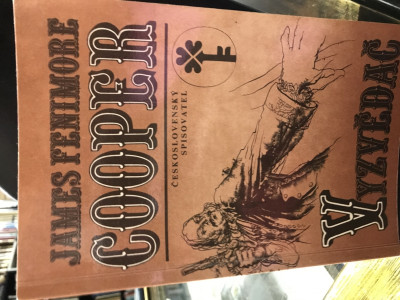 JAMES FENIMORE
COOPER
ČESKOSLOVENSKÝ
SPISOVATEL
VYZVĚDAČ